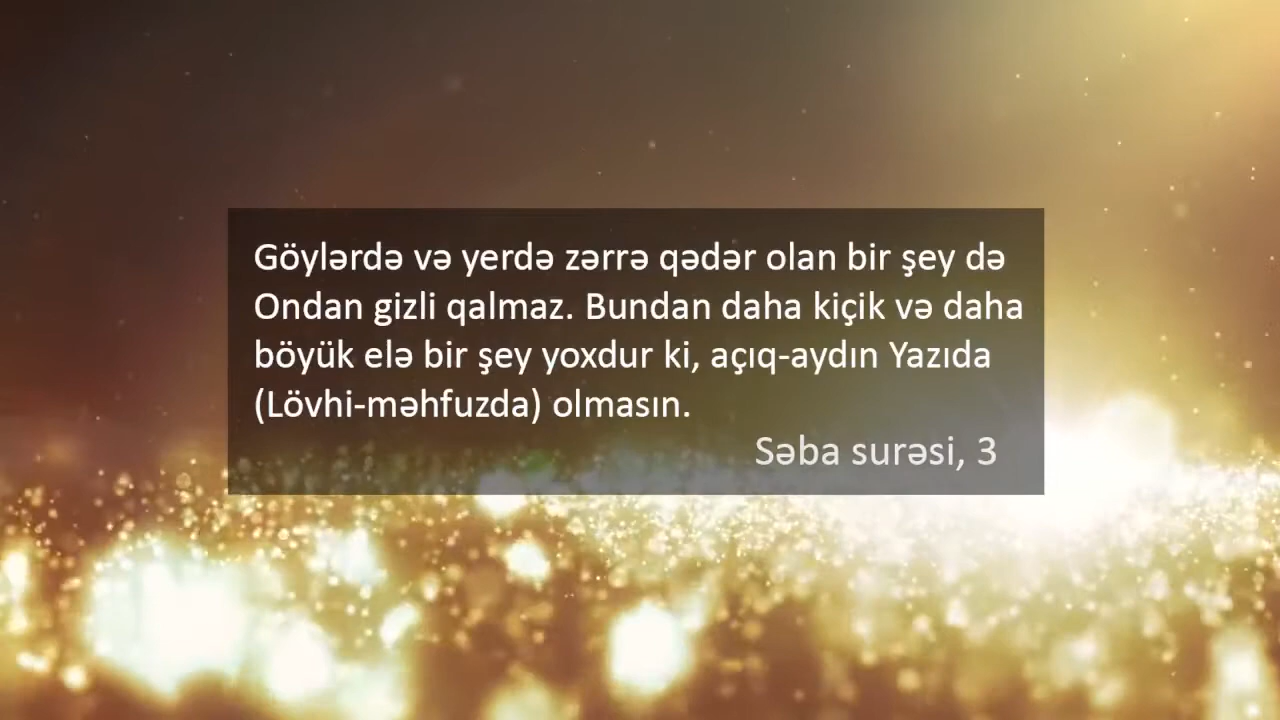 Göylərdə və yerdə zərrə qədər olan bir şey də
Ondan gizli qalmaz. Bundan daha kiçik və daha
böyük elə bir şey yoxdur ki, açıq-aydın Yazıda
(Lövhi-məhfuzda) olmasın.
Səba surəsi, 3